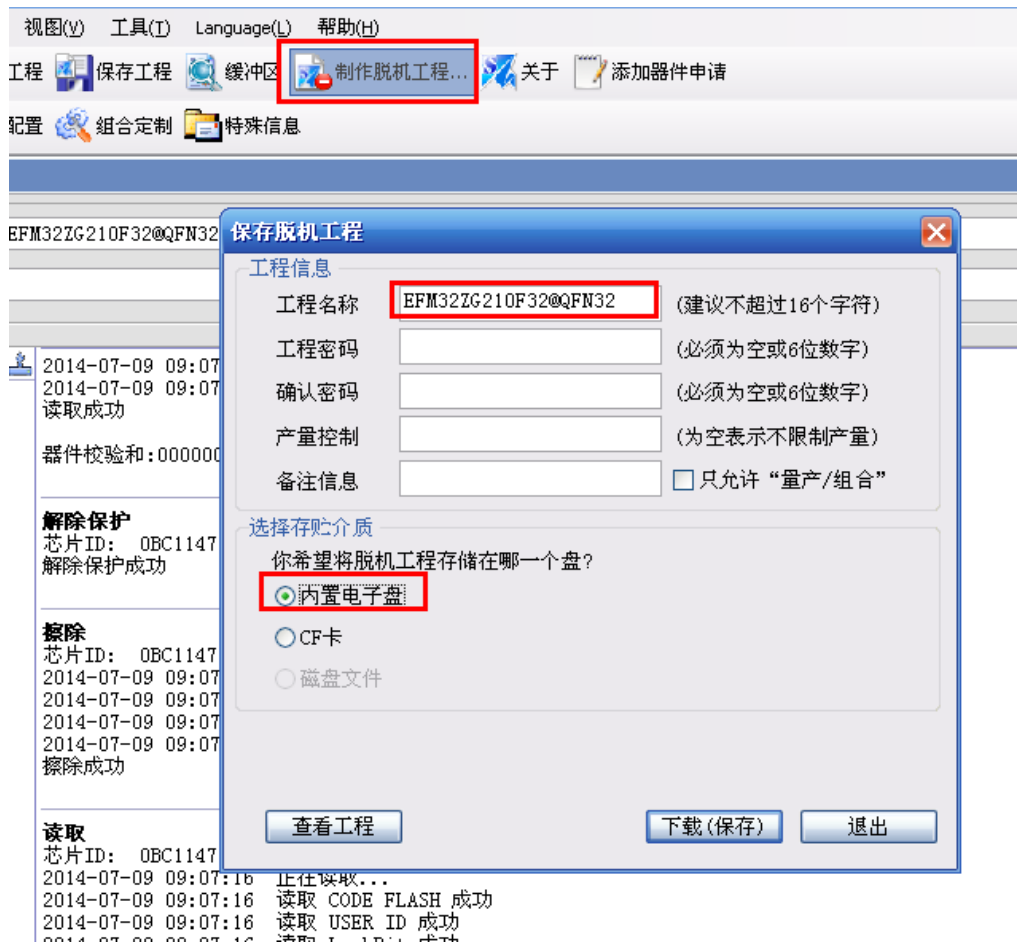 视图(V) 工具(T) Language(L) 帮助(H)
工程 保存工程 缓冲区 制作脱机工程... 关于 添加器件申请
配置 组合定制 特殊信息
EFM32ZG210F32@QFN32
保存脱机工程
工程信息
工程名称 EFM32ZG210F32@QFN32 (建议不超过16个字符)
工程密码 (必须为空或6位数字)
确认密码 (必须为空或6位数字)
产量控制 (为空表示不限制产量)
备注信息 只允许“量产/组合”
选择存贮介质
你希望将脱机工程存储在哪一个盘?
内置电子盘
CF卡
磁盘文件
查看工程 下载(保存) 退出
2014-07-09 09:07
2014-07-09 09:07
读取成功
器件校验和:000000
解除保护
芯片ID: 0BC1147
解除保护成功
擦除
芯片ID: 0BC1147
2014-07-09 09:07
2014-07-09 09:07
2014-07-09 09:07
2014-07-09 09:07
擦除成功
读取
芯片ID: 0BC1147
2014-07-09 09:07:16 正在读取...
2014-07-09 09:07:16 读取 CODE FLASH 成功
2014-07-09 09:07:16 读取 USER ID 成功